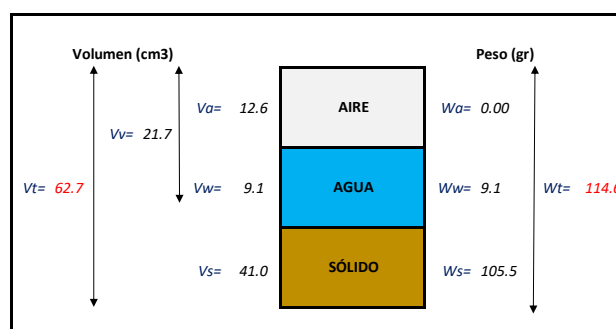 Volumen (cm3) Peso (gr)
Va= 12.6 AIRE Wa= 0.00
Vv= 21.7
Vt= 62.7 Vw= 9.1 AGUA Ww= 9.1 Wt=
Vs= 41.0 SÓLIDO Ws= 105.5